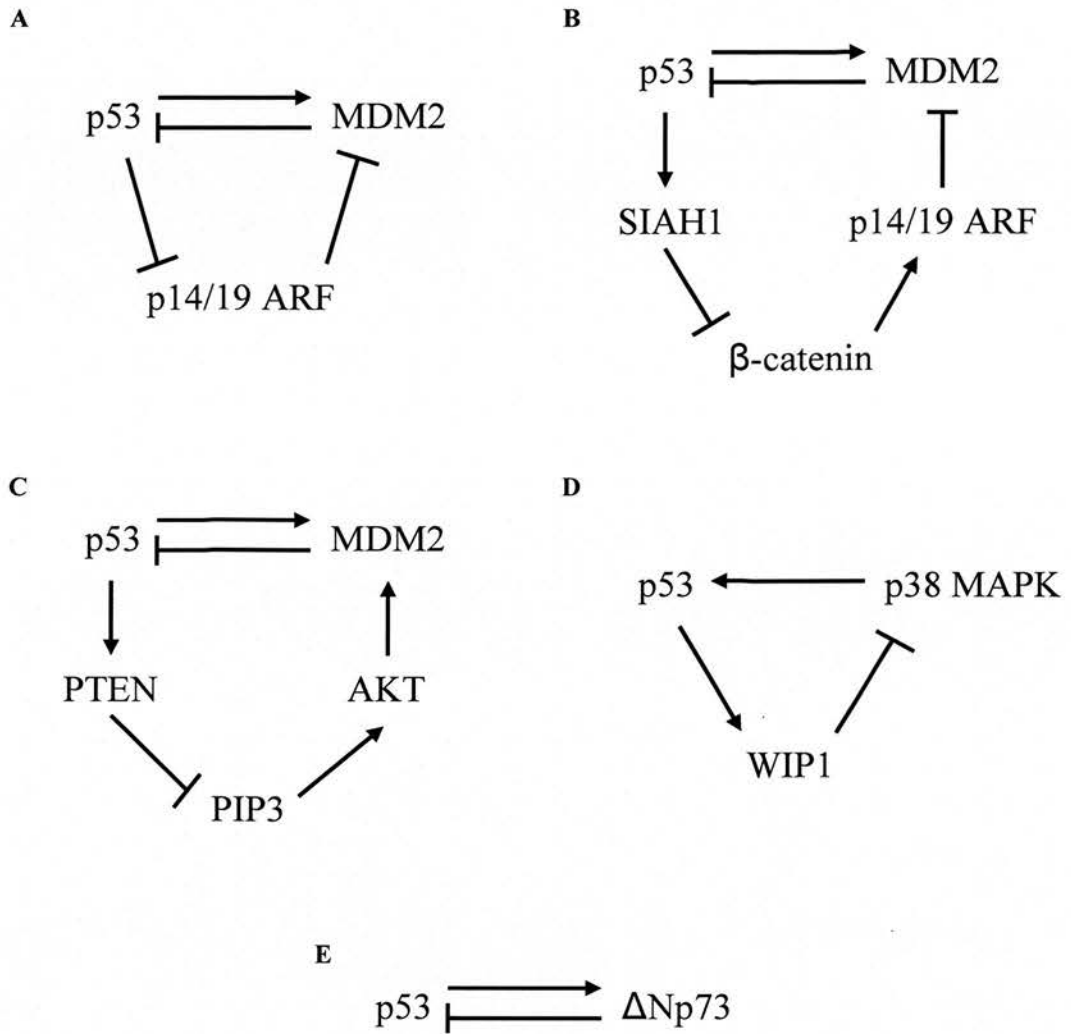 A
p53 MDM2
p14/19 ARF
B
p53 MDM2
SIAH1 p14/19 ARF
β-catenin
C
p53 MDM2
PTEN AKT
PIP3
D
p53 p38 MAPK
WIP1
E
p53 ΔNp73